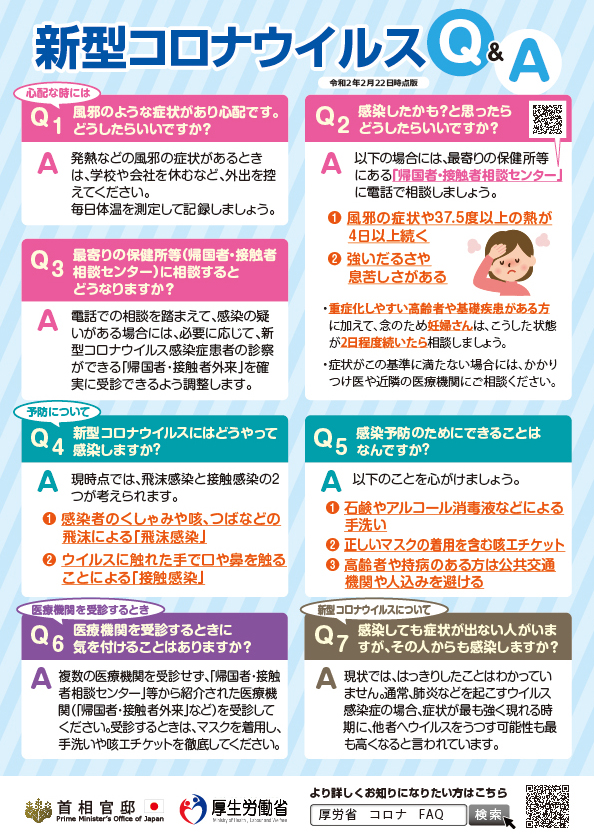 新型コロナウイルスQ&A
令和2年2月22日時点版
心配な時には
Q1 風邪のような症状があり心配です。
どうしたらいいですか?
A 発熱などの風邪の症状があるとき
は、学校や会社を休むなど、外出を控
えてください。
毎日体温を測定して記録しましょう。
Q2 感染したかも?と思ったら
どうしたらいいですか?
A 以下の場合には、最寄りの保健所等
にある「帰国者・接触者相談センター」
に電話で相談しましょう。
❶ 風邪の症状や37.5度以上の熱が
4日以上続く
❷ 強いだるさや
息苦しさがある
・重症化しやすい高齢者や基礎疾患がある方
に加えて、念のため妊婦さんは、こうした状態
が2日程度続いたら相談しましょう。
・症状がこの基準に満たない場合には、かかり
つけ医や近隣の医療機関にご相談ください。
Q3 最寄りの保健所等(帰国者・接触者
相談センター)に相談すると
どうなりますか?
A 電話での相談を踏まえて、感染の疑
いがある場合には、必要に応じて、新
型コロナウイルス感染症患者の診察
ができる「帰国者・接触者外来」を確
実に受診できるよう調整します。
予防について
Q4 新型コロナウイルスにはどうやって
感染しますか?
A 現時点では、飛沫感染と接触感染の2
つが考えられます。
❶ 感染者のくしゃみや咳、つばなどの
飛沫による「飛沫感染」
❷ ウイルスに触れた手で口や鼻を触る
ことによる「接触感染」
Q5 感染予防のためにできることは
なんですか?
A 以下のことを心がけましょう。
❶ 石鹸やアルコール消毒液などによる
手洗い
❷ 正しいマスクの着用を含む咳エチケット
❸ 高齢者や持病のある方は公共交通
機関や人込みを避ける
医療機関を受診するとき
Q6 医療機関を受診するときに
気を付けることはありますか?
A 複数の医療機関を受診せず、「帰国者・接触
者相談センター」等から紹介された医療機
関(「帰国者・接触者外来」など)を受診して
ください。受診するときは、マスクを着用し、
手洗いや咳エチケットを徹底してください。
新型コロナウイルスについて
Q7 感染しても症状が出ない人がいま
すが、その人からも感染しますか?
A 現状では、はっきりしたことはわかってい
ません。通常、肺炎などを起こすウイルス
感染症の場合、症状が最も強く現れる時
期に、他者へウイルスをうつす可能性も最
も高くなると言われています。
首相官邸
Prime Minister's Office of Japan
厚生労働省
Ministry of Health, Labour and Welfare
より詳しくお知りになりたい方はこちら
厚労省 コロナ FAQ 検索